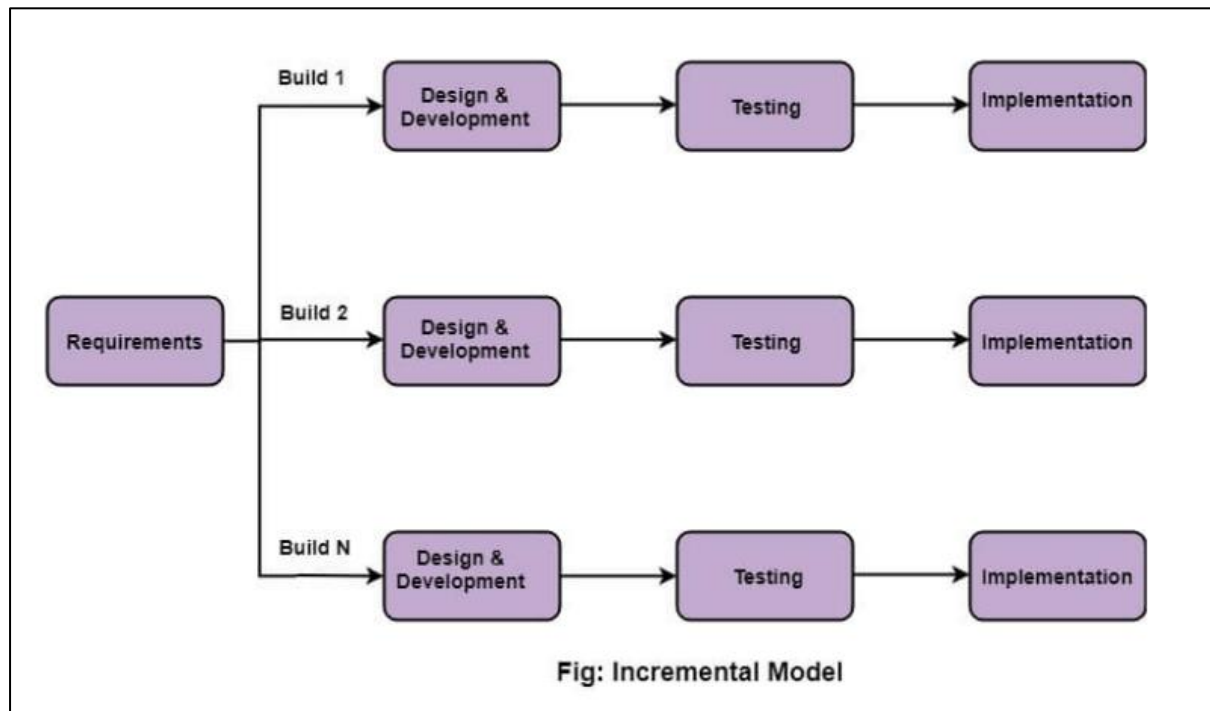 Build 1
Design &
Development
Testing
Implementation
Requirements
Build 2
Design &
Development
Testing
Implementation
Build N
Design &
Development
Testing
Implementation
Fig: Incremental Model